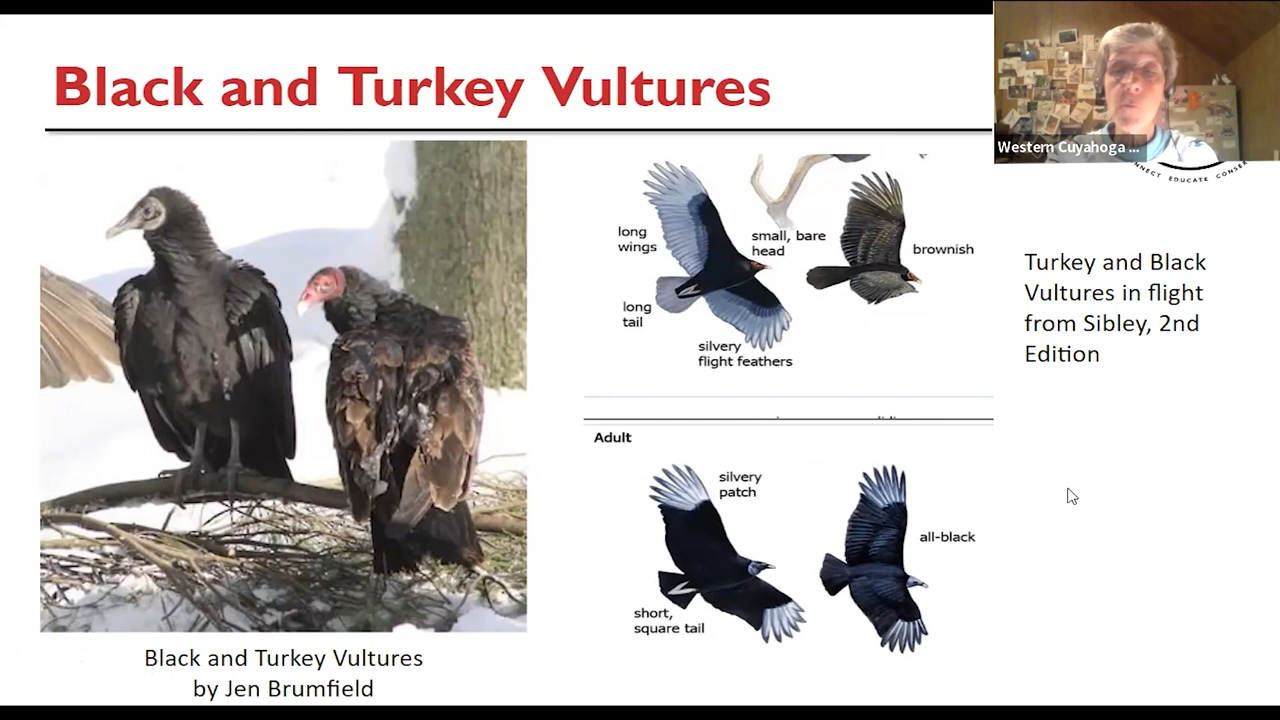 Black and Turkey Vultures
Western Cuyahoga ...
EDUCATE
long
wings
small, bare
head
brownish
long
tail
silvery
flight feathers
Turkey and Black
Vultures in flight
from Sibley, 2nd
Edition
Adult
silvery
patch
all-black
short,
square tail
Black and Turkey Vultures
by Jen Brumfield